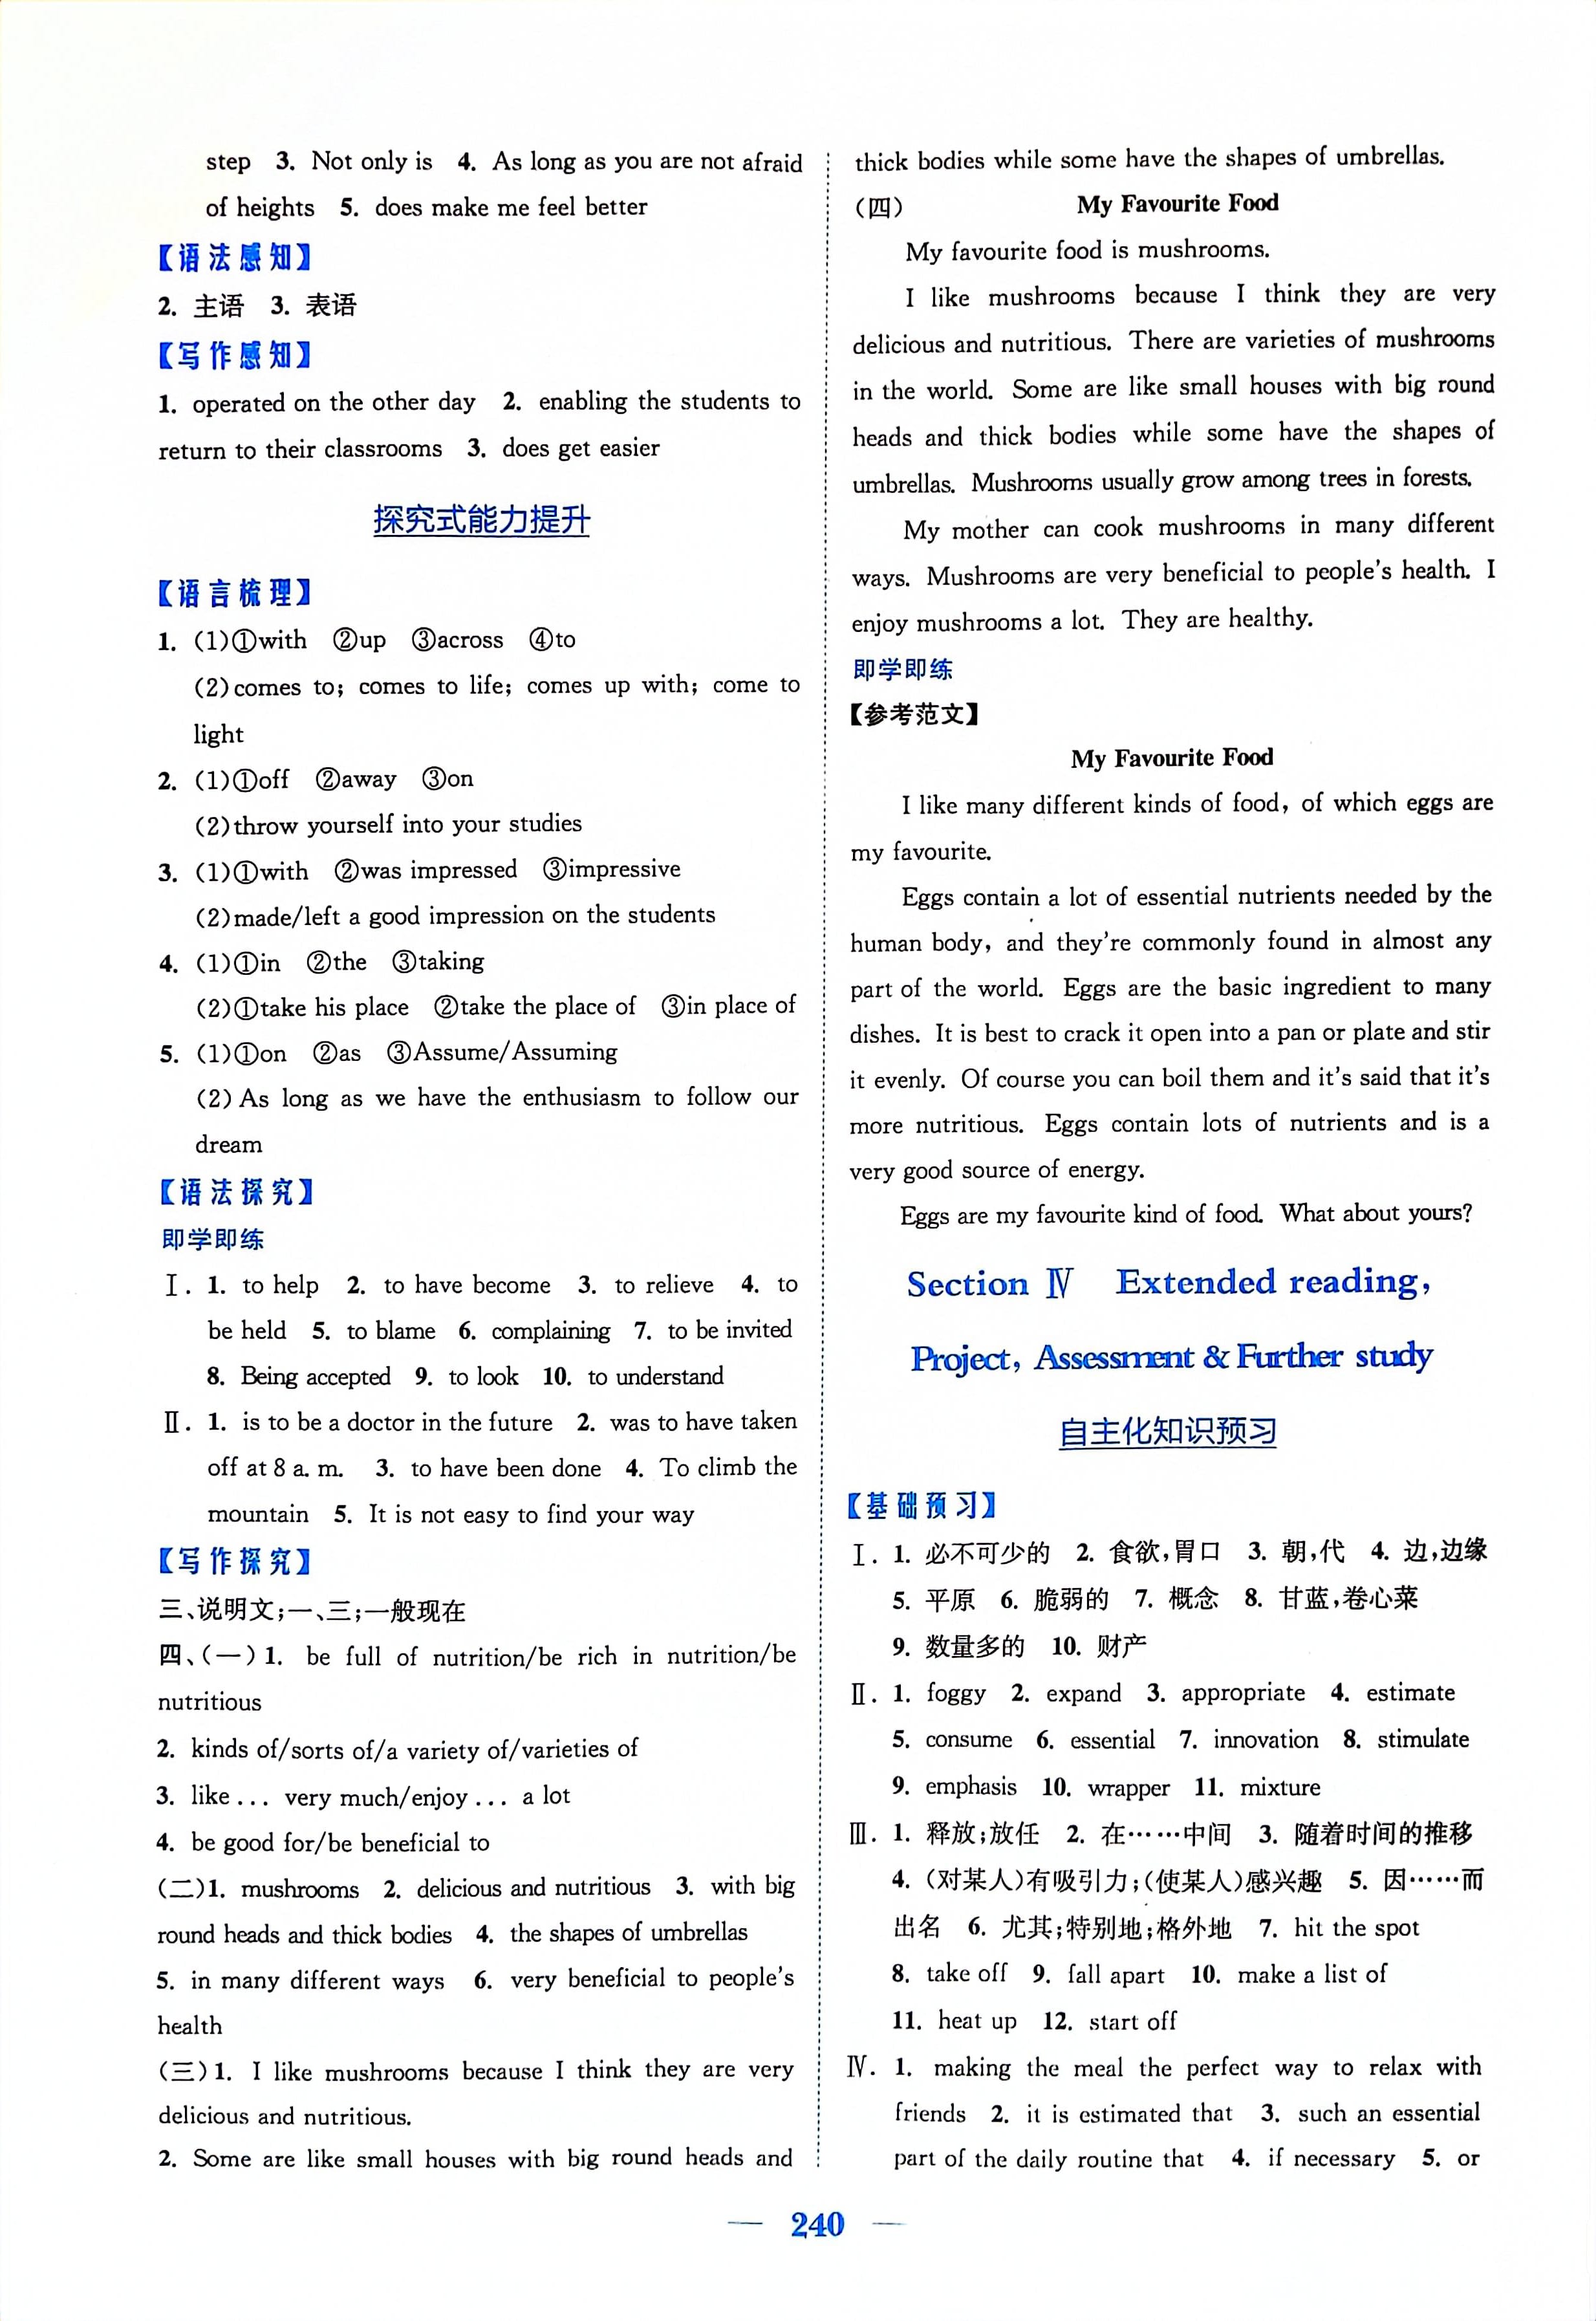 step 3. Not only is 4. As long as you are not afraid
of heights 5. does make me feel better
【语法感知】
2. 主语 3. 表语
【写作感知】
1. operated on the other day 2. enabling the students to
return to their classrooms 3. does get easier
探究式能力提升
【语言梳理】
1. (1)①with ②up ③across ④to
(2)comes to; comes to life; comes up with; come to
light
2. (1)①off ②away ③on
(2)throw yourself into your studies
3. (1)①with ②was impressed ③impressive
(2)made/left a good impression on the students
4. (1)①in ②the ③taking
(2)①take his place ②take the place of ③in place of
5. (1)①on ②as ③Assume/Assuming
(2)As long as we have the enthusiasm to follow our
dream
【语法探究】
即学即练
Ⅰ. 1. to help 2. to have become 3. to relieve 4. to
be held 5. to blame 6. complaining 7. to be invited
8. Being accepted 9. to look 10. to understand
Ⅱ. 1. is to be a doctor in the future 2. was to have taken
off at 8 a. m. 3. to have been done 4. To climb the
mountain 5. It is not easy to find your way
【写作探究】
三、说明文;一、三;一般现在
四、(一)1. be full of nutrition/be rich in nutrition/be
nutritious
2. kinds of/sorts of/a variety of/varieties of
3. like... very much/enjoy... a lot
4. be good for/be beneficial to
(二)1. mushrooms 2. delicious and nutritious 3. with big
round heads and thick bodies 4. the shapes of umbrellas
5. in many different ways 6. very beneficial to people's
health
(三)1. I like mushrooms because I think they are very
delicious and nutritious.
2. Some are like small houses with big round heads and
thick bodies while some have the shapes of umbrellas.
(四) My Favourite Food
My favourite food is mushrooms.
I like mushrooms because I think they are very
delicious and nutritious. There are varieties of mushrooms
in the world. Some are like small houses with big round
heads and thick bodies while some have the shapes of
umbrellas. Mushrooms usually grow among trees in forests.
My mother can cook mushrooms in many different
ways. Mushrooms are very beneficial to people's health. I
enjoy mushrooms a lot. They are healthy.
即学即练
【参考范文】
My Favourite Food
I like many different kinds of food, of which eggs are
my favourite.
Eggs contain a lot of essential nutrients needed by the
human body, and they're commonly found in almost any
part of the world. Eggs are the basic ingredient to many
dishes. It is best to crack it open into a pan or plate and stir
it evenly. Of course you can boil them and it's said that it's
more nutritious. Eggs contain lots of nutrients and is a
very good source of energy.
Eggs are my favourite kind of food. What about yours?
Section Ⅳ Extended reading,
Project, Assessment & Further study
自主化知识预习
【基础预习】
Ⅰ. 1. 必不可少的 2. 食欲,胃口 3. 朝,代 4. 边,边缘
5. 平原 6. 脆弱的 7. 概念 8. 甘蓝,卷心菜
9. 数量多的 10. 财产
Ⅱ. 1. foggy 2. expand 3. appropriate 4. estimate
5. consume 6. essential 7. innovation 8. stimulate
9. emphasis 10. wrapper 11. mixture
Ⅲ. 1. 释放;放任 2. 在……中间 3. 随着时间的推移
4. (对某人)有吸引力;(使某人)感兴趣 5. 因……而
出名 6. 尤其;特别地;格外地 7. hit the spot
8. take off 9. fall apart 10. make a list of
11. heat up 12. start off
Ⅳ. 1. making the meal the perfect way to relax with
friends 2. it is estimated that 3. such an essential
part of the daily routine that 4. if necessary 5. or
— 240 —